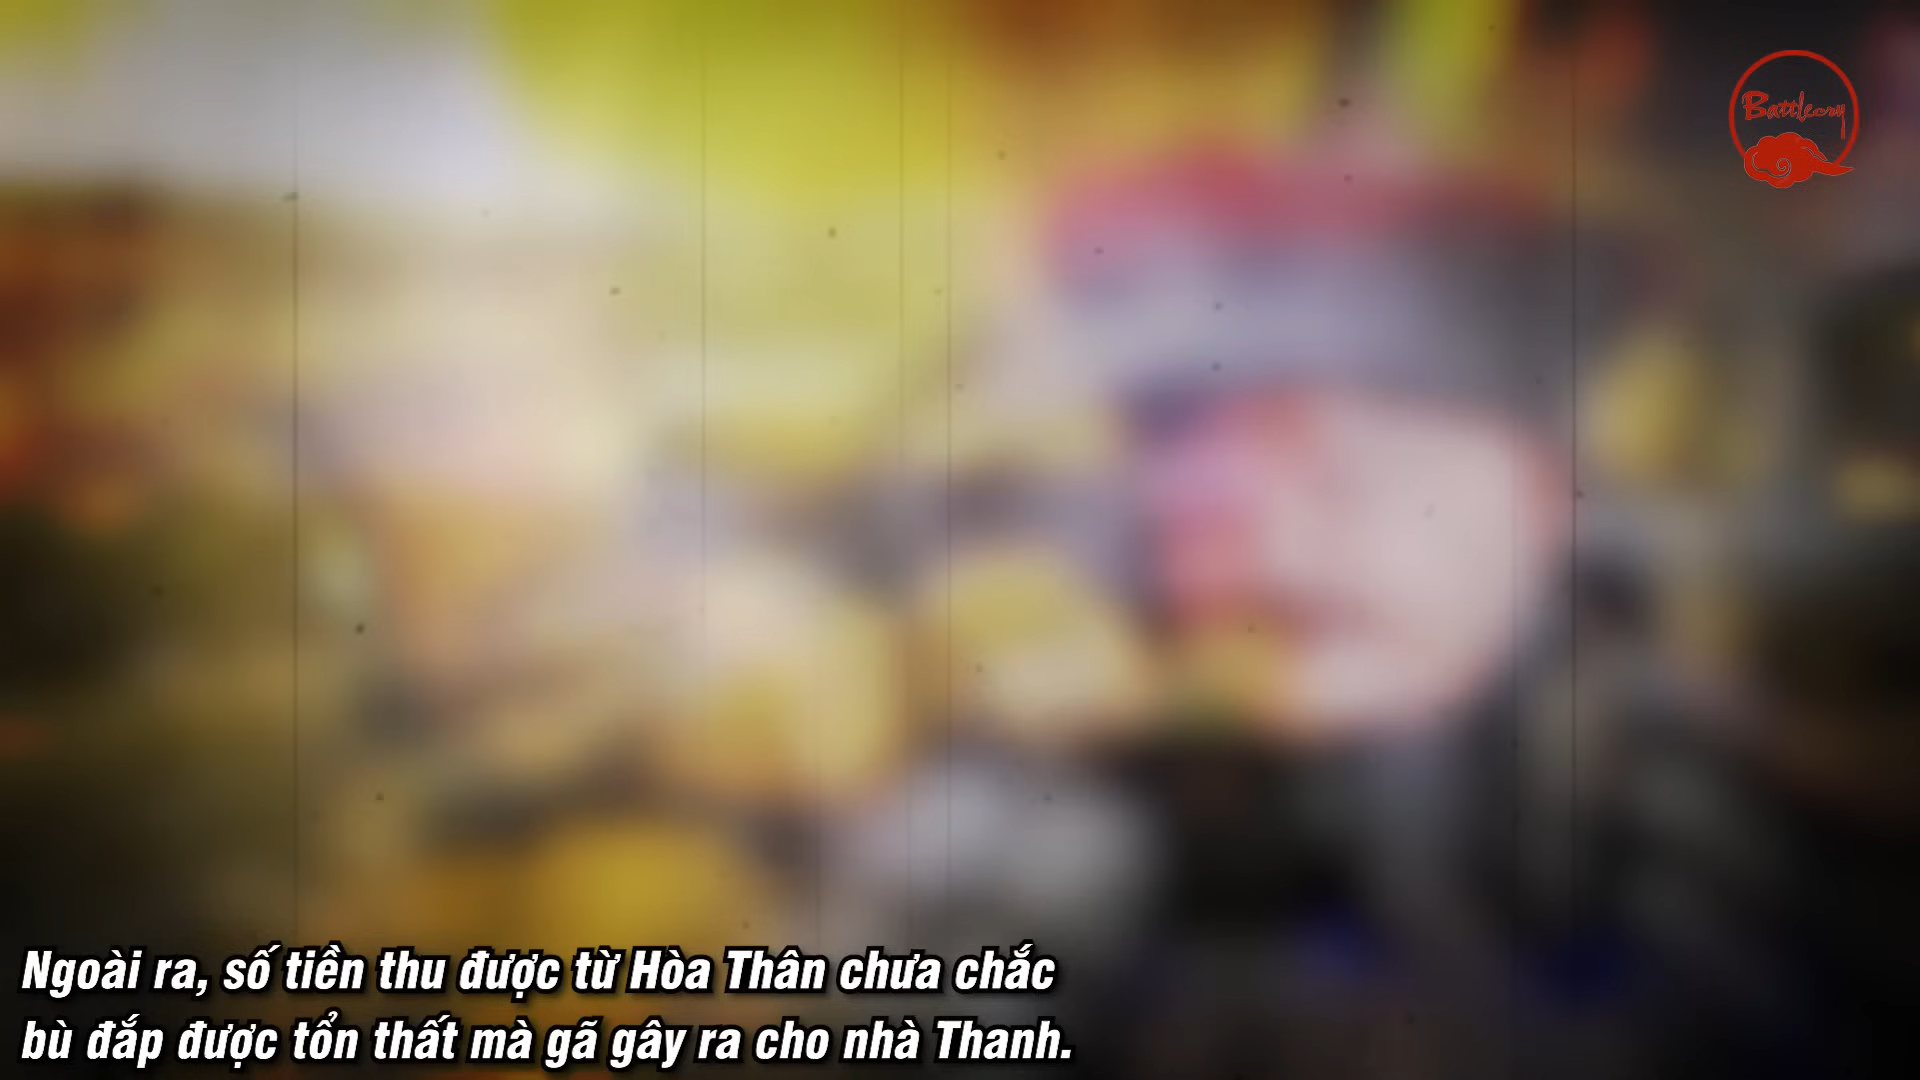 Battlecry
Ngoài ra, số tiền thu được từ Hòa Thân chưa chắc
bù đắp được tổn thất mà gã gây ra cho nhà Thanh.